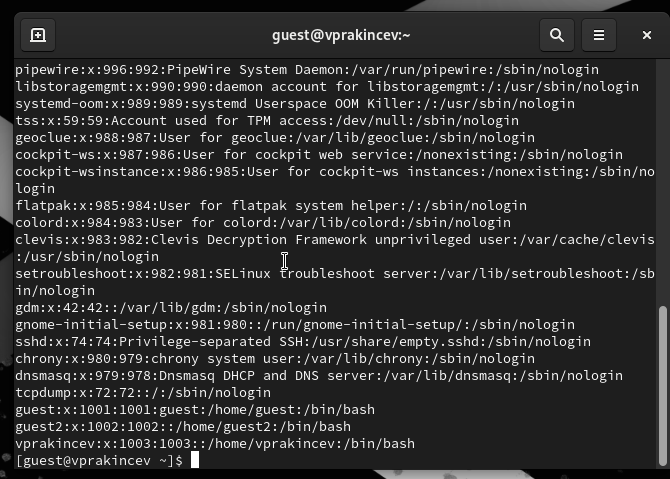 guest@vprakincev:~
pipewire:x:996:992:PipeWire System Daemon:/var/run/pipewire:/sbin/nologin
libstoragemgmt:x:990:990:daemon account for libstoragemgmt:/:/usr/sbin/nologin
systemd-oom:x:989:989:systemd Userspace OOM Killer:/:/usr/sbin/nologin
tss:x:59:59:Account used for TPM access:/dev/null:/sbin/nologin
geoclue:x:988:987:User for geoclue:/var/lib/geoclue:/sbin/nologin
cockpit-ws:x:987:986:User for cockpit web service:/nonexisting:/sbin/nologin
cockpit-wsinstance:x:986:985:User for cockpit-ws instances:/nonexisting:/sbin/no
login
flatpak:x:985:984:User for flatpak system helper:/:/sbin/nologin
colord:x:984:983:User for colord:/var/lib/colord:/sbin/nologin
clevis:x:983:982:Clevis Decryption Framework unprivileged user:/var/cache/clevis
:/usr/sbin/nologin
setroubleshoot:x:982:981:SELinux troubleshoot server:/var/lib/setroubleshoot:/sb
in/nologin
gdm:x:42:42::/var/lib/gdm:/sbin/nologin
gnome-initial-setup:x:981:980::/run/gnome-initial-setup/:/sbin/nologin
sshd:x:74:74:Privilege-separated SSH:/usr/share/empty.sshd:/sbin/nologin
chrony:x:980:979:chrony system user:/var/lib/chrony:/sbin/nologin
dnsmasq:x:979:978:Dnsmasq DHCP and DNS server:/var/lib/dnsmasq:/sbin/nologin
tcpdump:x:72:72::/:/sbin/nologin
guest:x:1001:1001:guest:/home/guest:/bin/bash
guest2:x:1002:1002::/home/guest2:/bin/bash
vprakincev:x:1003:1003::/home/vprakincev:/bin/bash
[guest@vprakincev ~]$